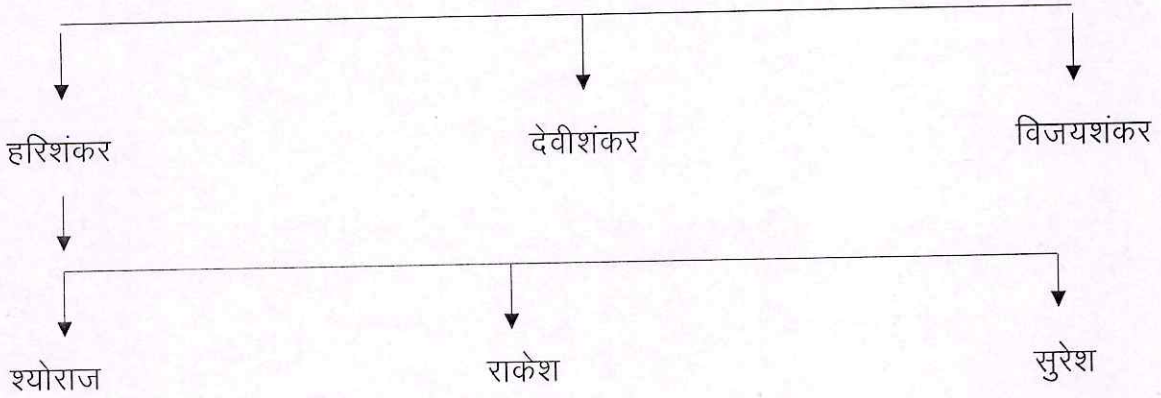 हरिशंकर देवीशंकर विजयशंकर
श्योराज राकेश सुरेश